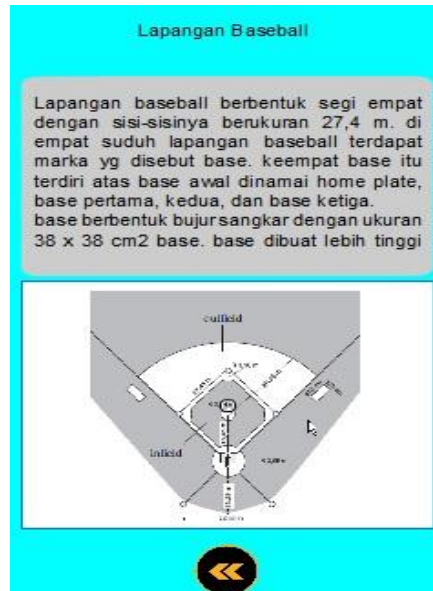 Lapangan Baseball
Lapangan baseball berbentuk segi empat
dengan sisi-sisinya berukuran 27,4 m. di
empat suduh lapangan baseball terdapat
marka yg disebut base. keempat base itu
terdiri atas base awal dinamai home plate,
base pertama, kedua, dan base ketiga.
base berbentuk bujur sangkar dengan ukuran
38 x 38 cm2 base. base dibuat lebih tinggi
infield